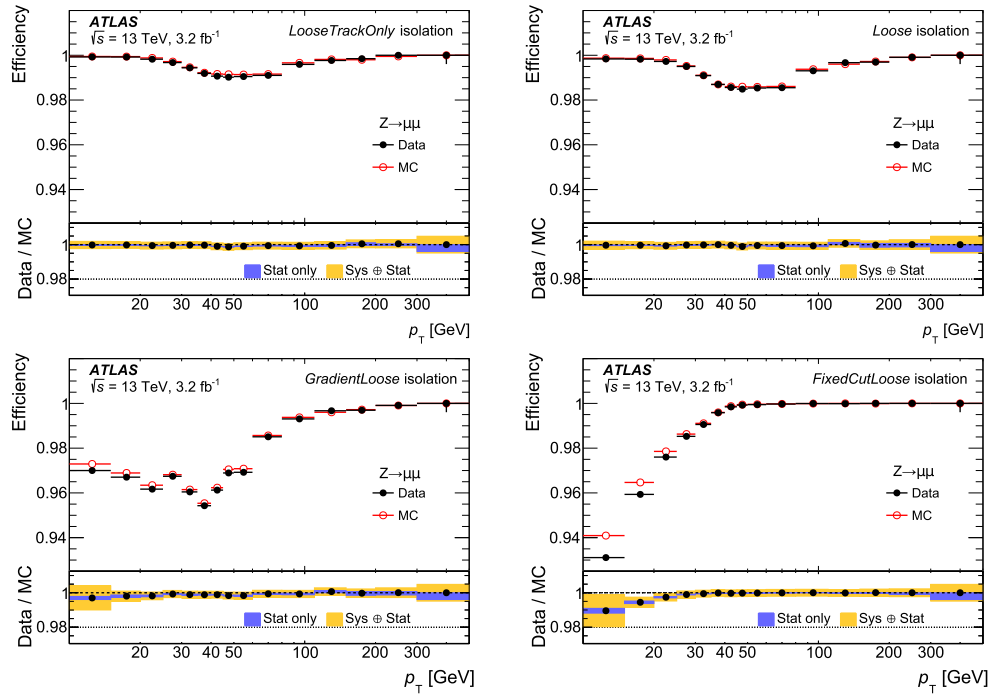 Efficiency
ATLAS
√s = 13 TeV, 3.2 fb⁻¹
LooseTrackOnly isolation
1
0.98
0.96
0.94
Z→μμ
Data
MC
Data / MC
1
0.98
Stat only
Sys ⊕ Stat
20 30 40 50 100 200 300
p_T [GeV]
Efficiency
ATLAS
√s = 13 TeV, 3.2 fb⁻¹
Loose isolation
1
0.98
0.96
0.94
Z→μμ
Data
MC
Data / MC
1
0.98
Stat only
Sys ⊕ Stat
20 30 40 50 100 200 300
p_T [GeV]
Efficiency
ATLAS
√s = 13 TeV, 3.2 fb⁻¹
GradientLoose isolation
1
0.98
0.96
0.94
Z→μμ
Data
MC
Data / MC
1
0.98
Stat only
Sys ⊕ Stat
20 30 40 50 100 200 300
p_T [GeV]
Efficiency
ATLAS
√s = 13 TeV, 3.2 fb⁻¹
FixedCutLoose isolation
1
0.98
0.96
0.94
Z→μμ
Data
MC
Data / MC
1
0.98
Stat only
Sys ⊕ Stat
20 30 40 50 100 200 300
p_T [GeV]